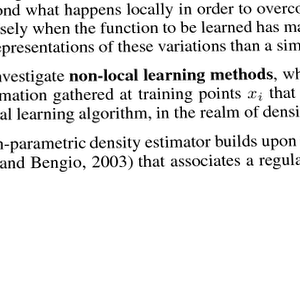 ond what happens locally in order to overco
sely when the function to be learned has ma
epresentations of these variations than a sim
nvestigate non-local learning methods, wh
mation gathered at training points x_i that
al learning algorithm, in the realm of densi
n-parametric density estimator builds upon
and Bengio, 2003) that associates a regula